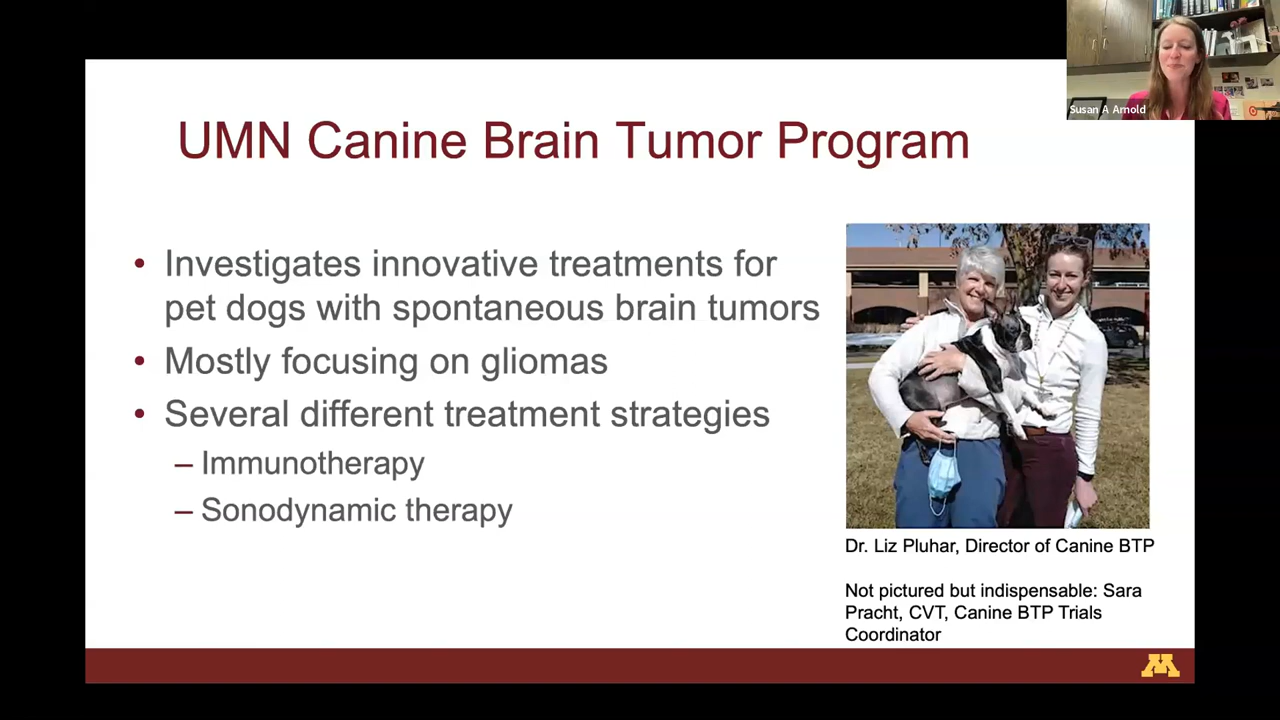 Susan A Arnold
UMN Canine Brain Tumor Program
• Investigates innovative treatments for
pet dogs with spontaneous brain tumors
• Mostly focusing on gliomas
• Several different treatment strategies
– Immunotherapy
– Sonodynamic therapy
Dr. Liz Pluhar, Director of Canine BTP
Not pictured but indispensable: Sara
Pracht, CVT, Canine BTP Trials
Coordinator
M